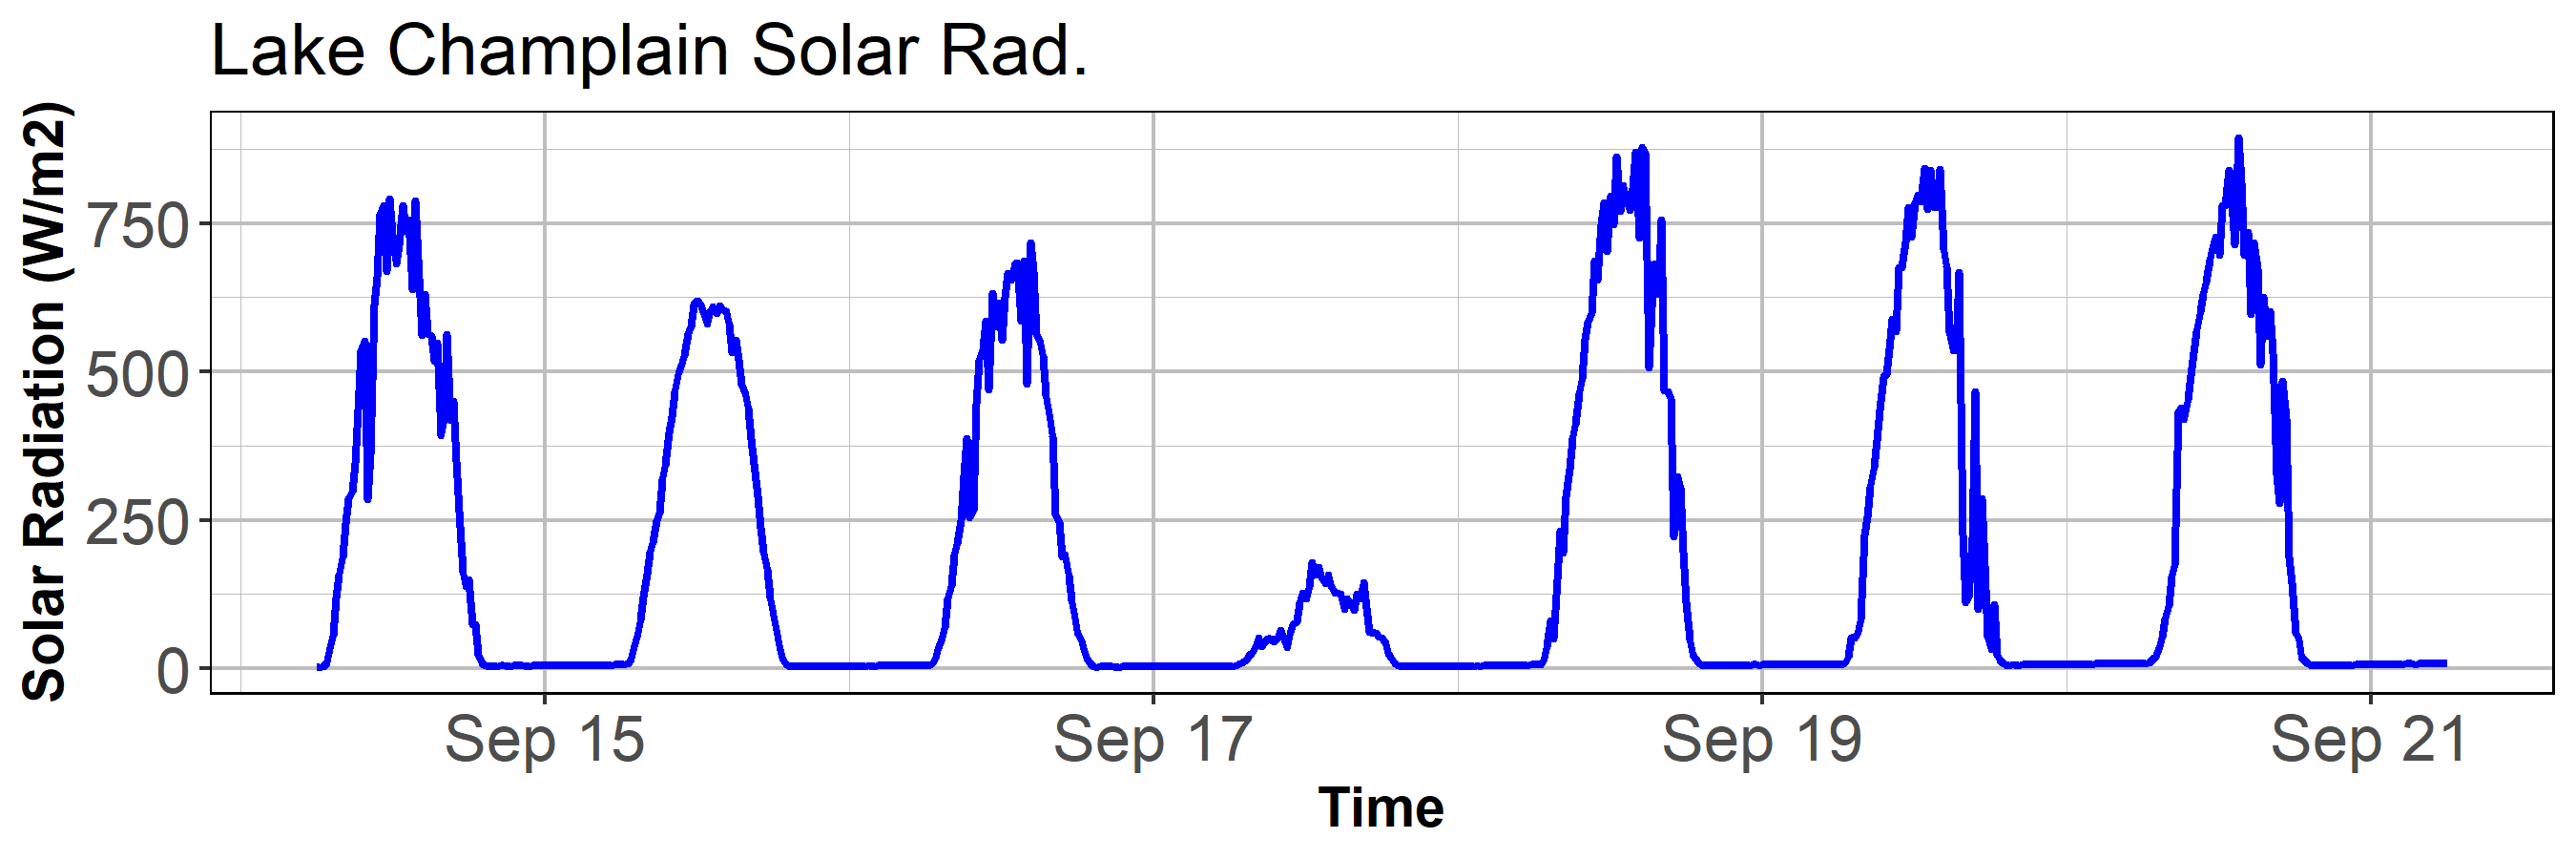 Lake Champlain Solar Rad.
Solar Radiation (W/m2)
750
500
250
0
Sep 15 Sep 17 Sep 19 Sep 21
Time